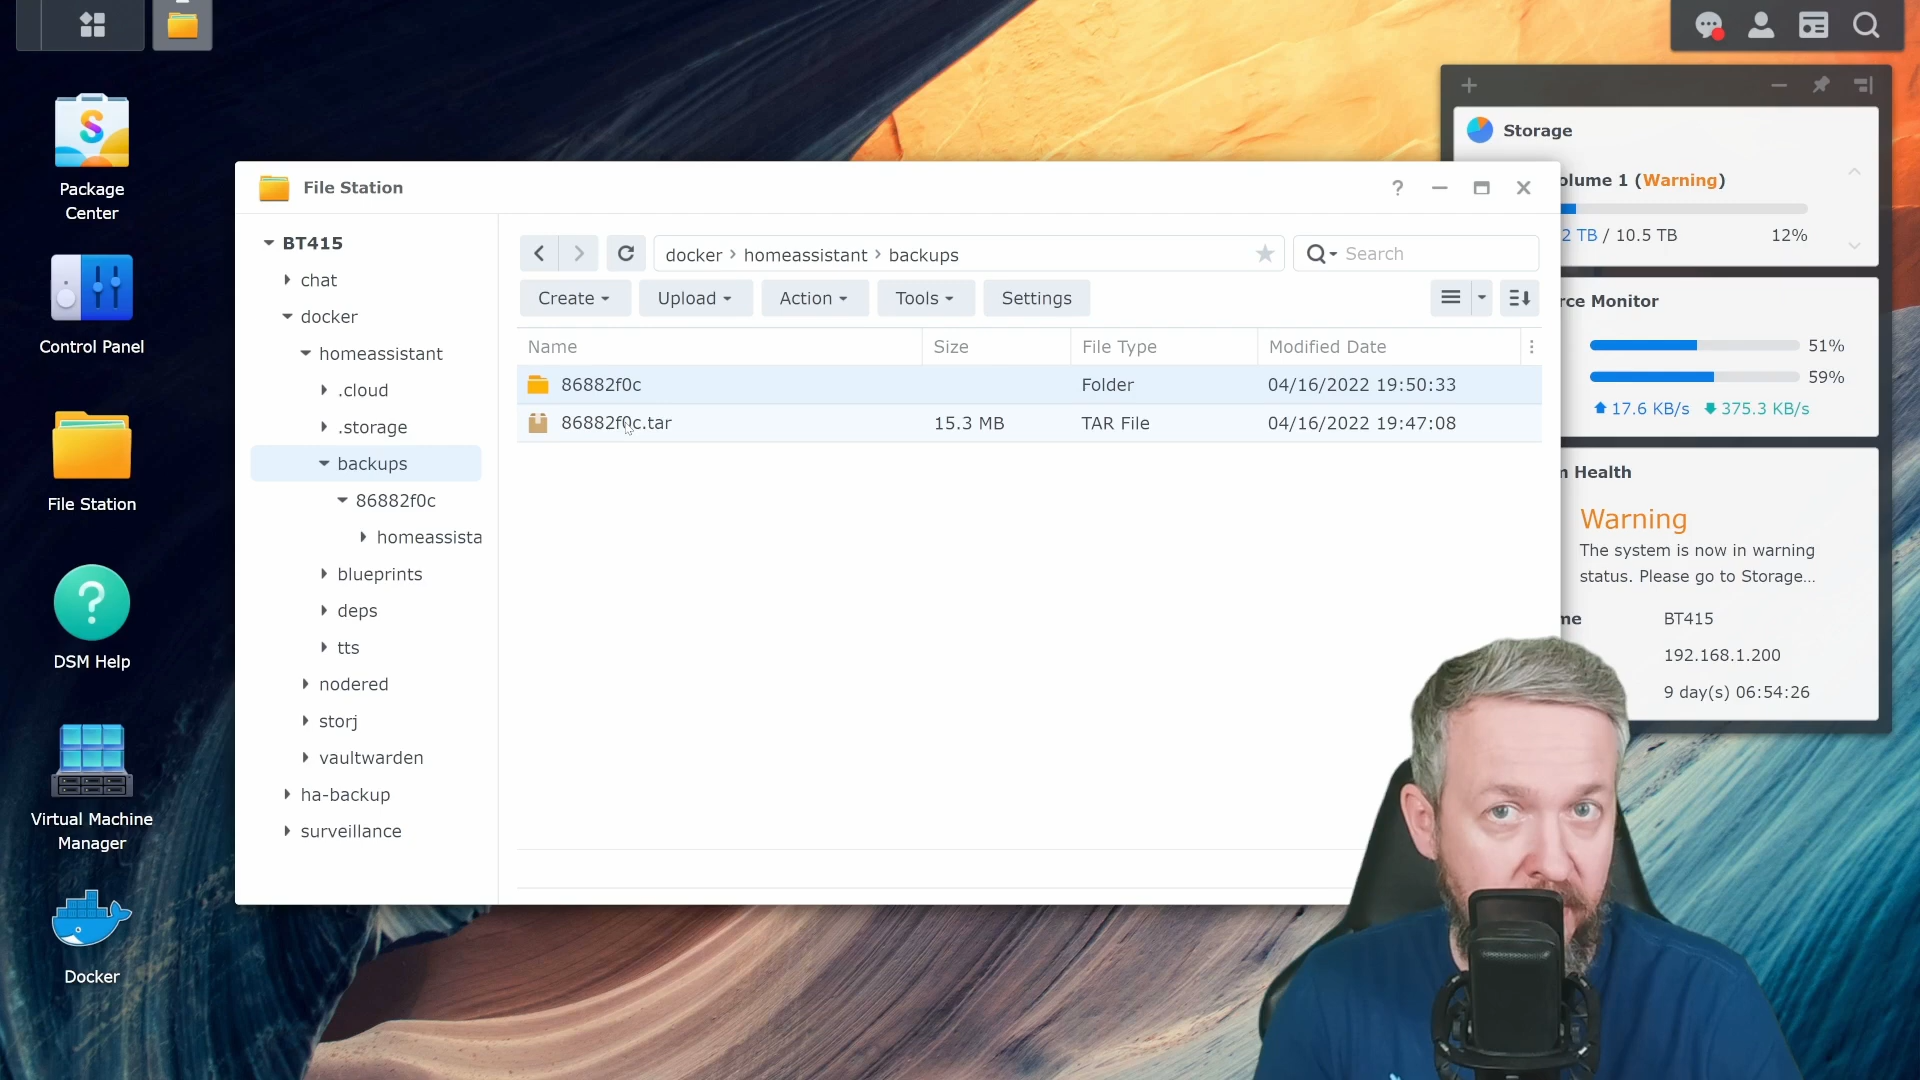 Package
Center
Control Panel
File Station
DSM Help
Virtual Machine
Manager
Docker
File Station
BT415
chat
docker
homeassistant
.cloud
.storage
backups
86882f0c
homeassista
blueprints
deps
tts
nodered
storj
vaultwarden
ha-backup
surveillance
docker > homeassistant > backups
Search
Create
Upload
Action
Tools
Settings
Name Size File Type Modified Date
86882f0c Folder 04/16/2022 19:50:33
86882f0c.tar 15.3 MB TAR File 04/16/2022 19:47:08
Storage
olume 1 (Warning)
2 TB / 10.5 TB 12%
rce Monitor
51%
59%
17.6 KB/s 375.3 KB/s
Health
Warning
The system is now in warning
status. Please go to Storage...
me BT415
192.168.1.200
9 day(s) 06:54:26